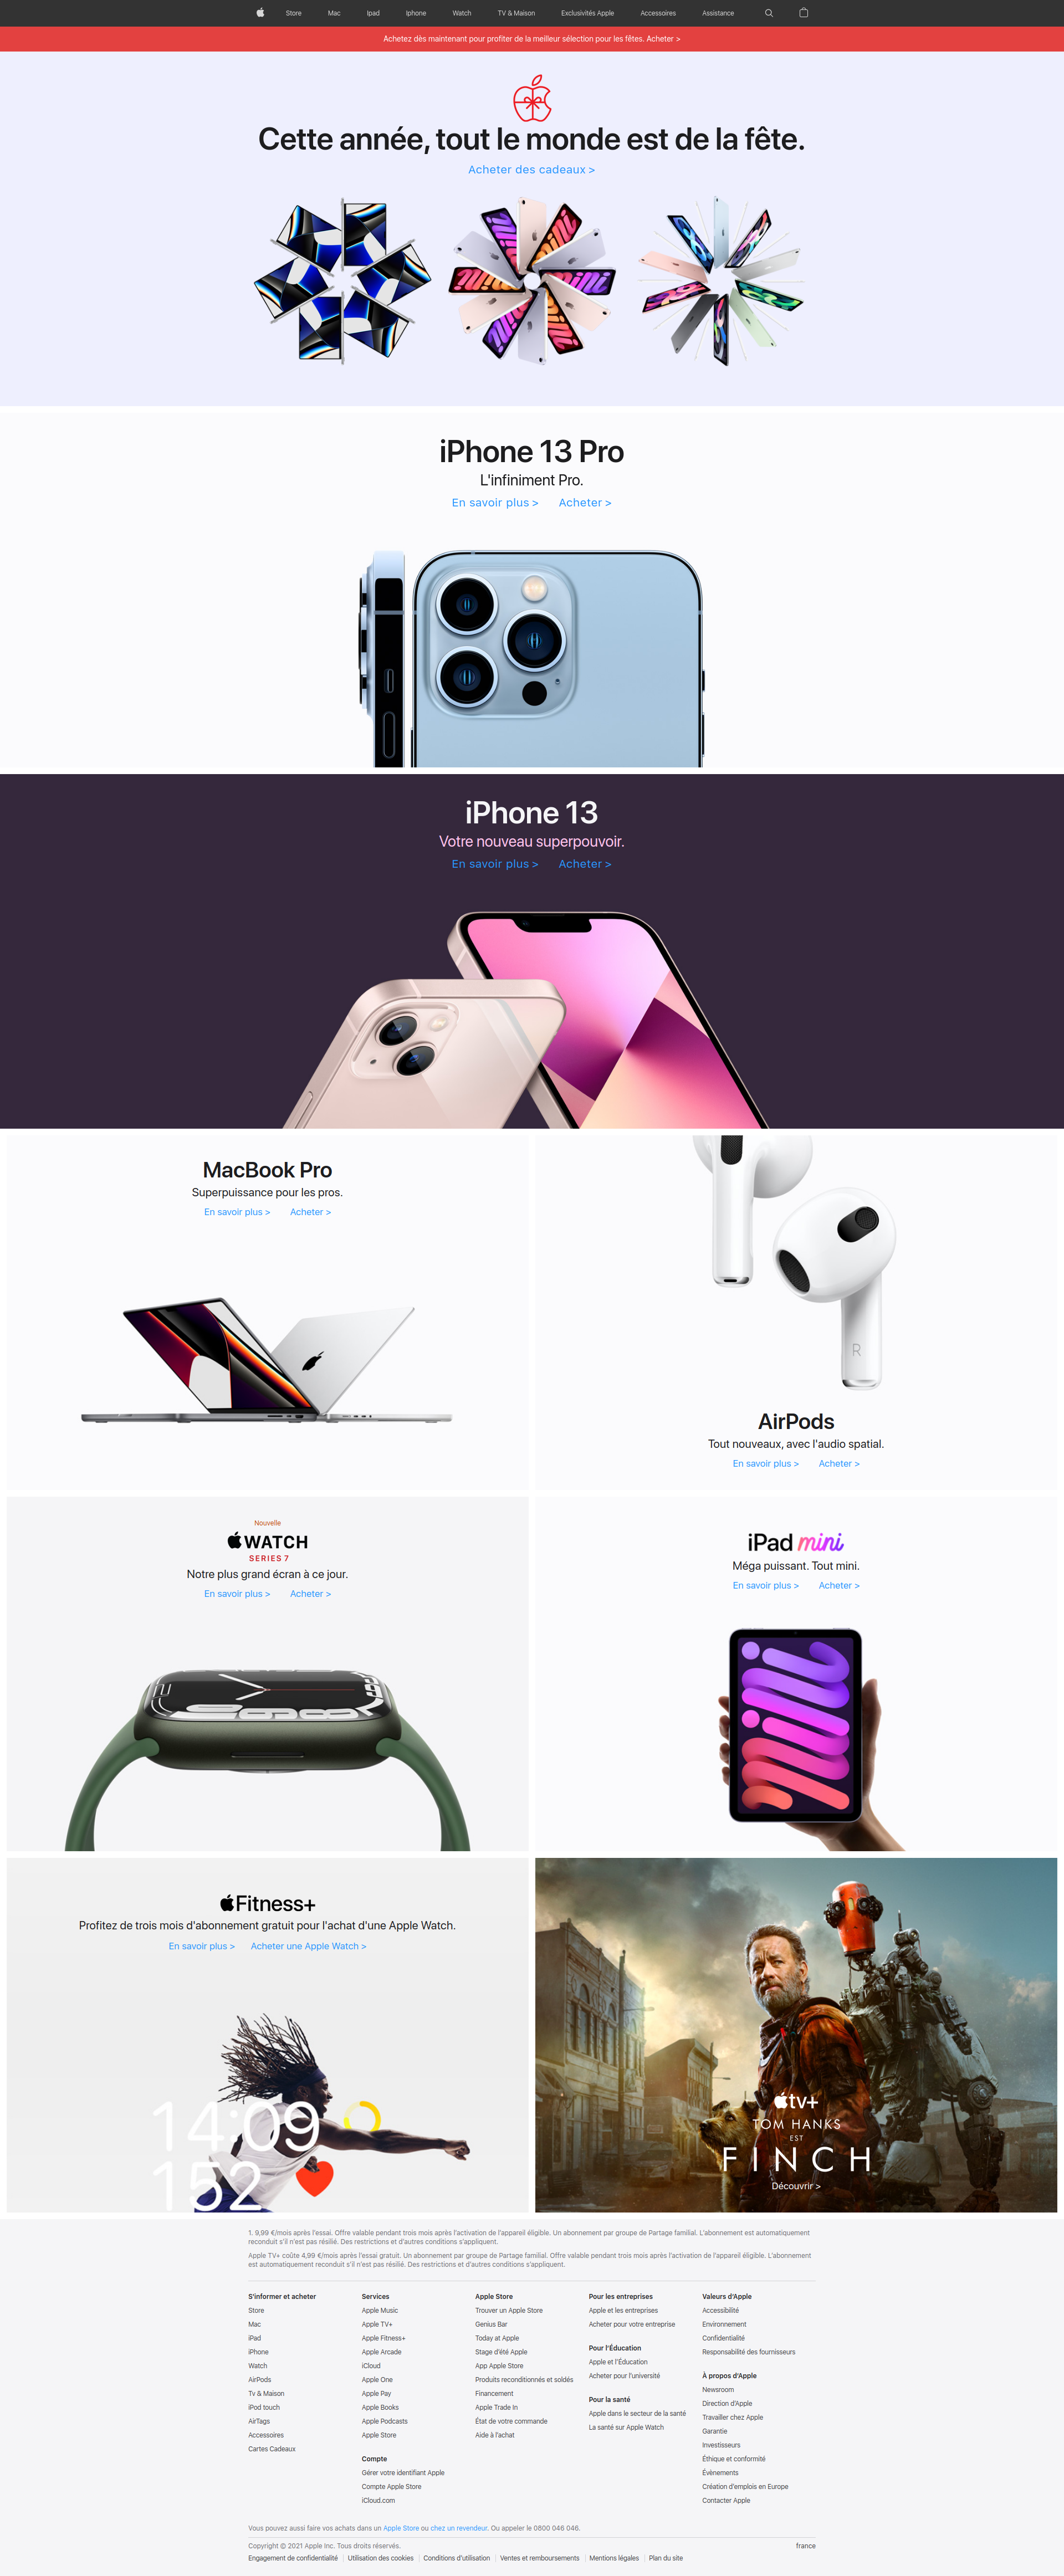 Store Mac Ipad Iphone Watch TV & Maison Exclusivités Apple Accessoires Assistance
Achetez dès maintenant pour profiter de la meilleur sélection pour les fêtes. Acheter >
Cette année, tout le monde est de la fête.
Acheter des cadeaux >
iPhone 13 Pro
L'infiniment Pro.
En savoir plus > Acheter >
iPhone 13
Votre nouveau superpouvoir.
En savoir plus > Acheter >
MacBook Pro
Superpuissance pour les pros.
En savoir plus > Acheter >
R
AirPods
Tout nouveaux, avec l'audio spatial.
En savoir plus > Acheter >
Nouvelle
WATCH
SERIES 7
Notre plus grand écran à ce jour.
En savoir plus > Acheter >
iPad mini
Méga puissant. Tout mini.
En savoir plus > Acheter >
Fitness+
Profitez de trois mois d'abonnement gratuit pour l'achat d'une Apple Watch.
En savoir plus > Acheter une Apple Watch >
14:09
152
tv+
TOM HANKS
EST
FINCH
Découvrir >
1. 9,99 €/mois après l'essai. Offre valable pendant trois mois après l'activation de l'appareil éligible. Un abonnement par groupe de Partage familial. L'abonnement est automatiquement
reconduit s'il n'est pas résilié. Des restrictions et d'autres conditions s'appliquent.
Apple TV+ coûte 4,99 €/mois après l'essai gratuit. Un abonnement par groupe de Partage familial. Offre valable pendant trois mois après l'activation de l'appareil éligible. L'abonnement
est automatiquement reconduit s'il n'est pas résilié. Des restrictions et d'autres conditions s'appliquent.
S'informer et acheter
Store
Mac
iPad
iPhone
Watch
AirPods
Tv & Maison
iPod touch
AirTags
Accessoires
Cartes Cadeaux
Services
Apple Music
Apple TV+
Apple Fitness+
Apple Arcade
iCloud
Apple One
Apple Pay
Apple Books
Apple Podcasts
Apple Store
Compte
Gérer votre identifiant Apple
Compte Apple Store
iCloud.com
Apple Store
Trouver un Apple Store
Genius Bar
Today at Apple
Stage d'été Apple
App Apple Store
Produits reconditionnés et soldés
Financement
Apple Trade In
État de votre commande
Aide à l'achat
Pour les entreprises
Apple et les entreprises
Acheter pour votre entreprise
Pour l'Éducation
Apple et l'Éducation
Acheter pour l'université
Pour la santé
Apple dans le secteur de la santé
La santé sur Apple Watch
Valeurs d'Apple
Accessibilité
Environnement
Confidentialité
Responsabilité des fournisseurs
À propos d'Apple
Newsroom
Direction d'Apple
Travailler chez Apple
Garantie
Investisseurs
Éthique et conformité
Évènements
Création d'emplois en Europe
Contacter Apple
Vous pouvez aussi faire vos achats dans un Apple Store ou chez un revendeur. Ou appeler le 0800 046 046.
Copyright © 2021 Apple Inc. Tous droits réservés. france
Engagement de confidentialité | Utilisation des cookies | Conditions d'utilisation | Ventes et remboursements | Mentions légales | Plan du site